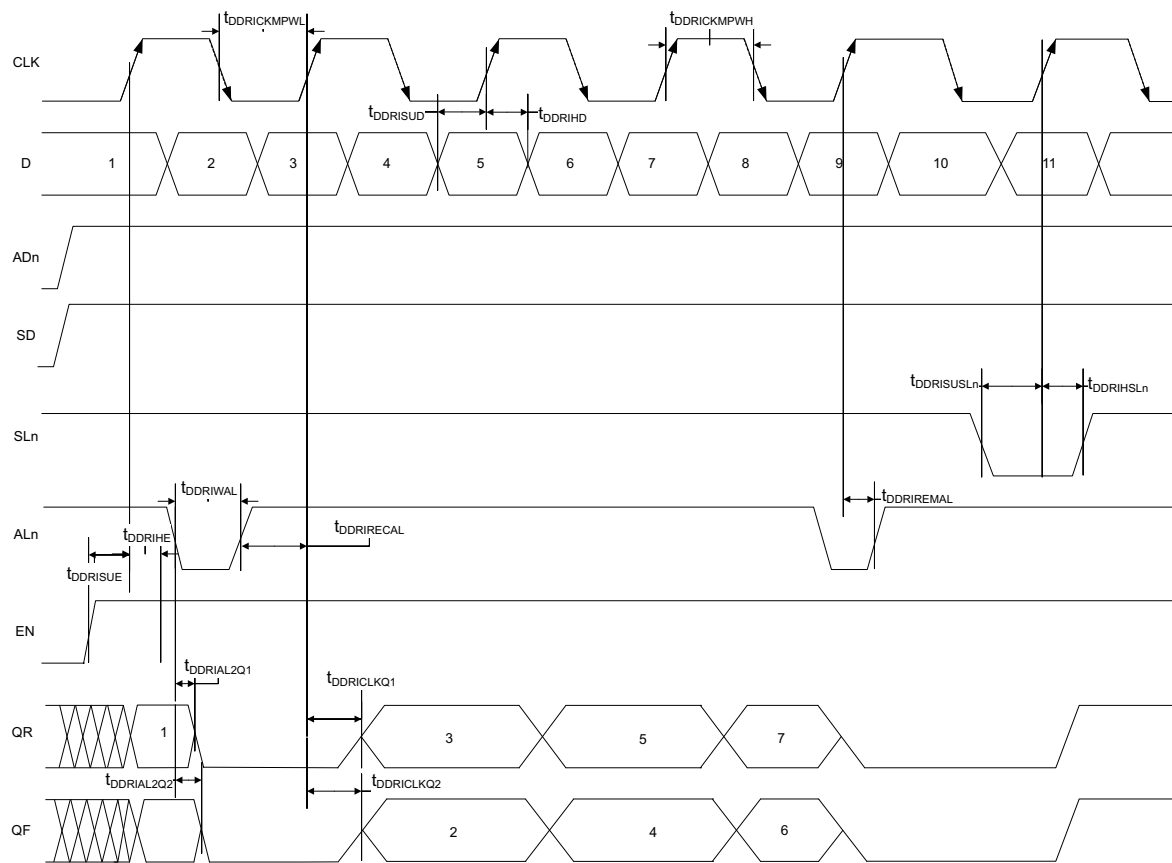 tDDRICKMPWL
tDDRICKMPWH
CLK
tDDRISUD
tDDRIHD
D
1
2
3
4
5
6
7
8
9
10
11
ADn
SD
tDDRISUSLn
tDDRIHSLn
SLn
tDDRIWAL
tDDRIREMAL
ALn
tDDRIHE
tDDRIRECAL
tDDRISUE
EN
tDDRIAL2Q1
tDDRICLKQ1
QR
1
3
5
7
tDDRIAL2Q2
tDDRICLKQ2
QF
2
4
6